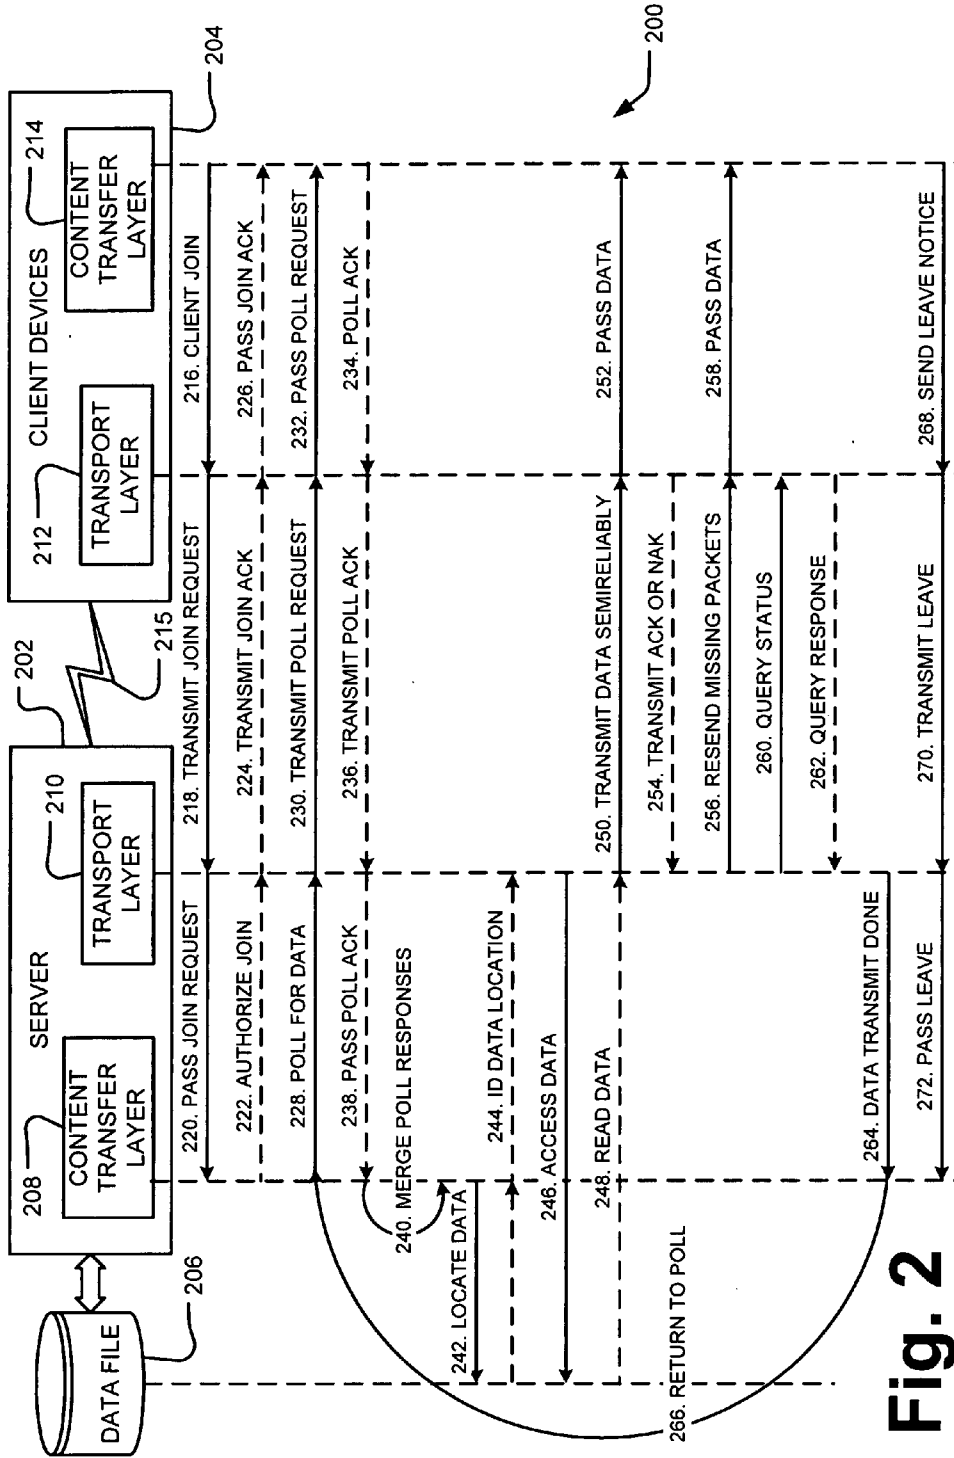 206
DATA FILE
202
SERVER
208
CONTENT
TRANSFER
LAYER
210
TRANSPORT
LAYER
215
204
CLIENT DEVICES
212
TRANSPORT
LAYER
214
CONTENT
TRANSFER
LAYER
216. CLIENT JOIN
218. TRANSMIT JOIN REQUEST
220. PASS JOIN REQUEST
222. AUTHORIZE JOIN
224. TRANSMIT JOIN ACK
226. PASS JOIN ACK
228. POLL FOR DATA
230. TRANSMIT POLL REQUEST
232. PASS POLL REQUEST
234. POLL ACK
236. TRANSMIT POLL ACK
238. PASS POLL ACK
240. MERGE POLL RESPONSES
242. LOCATE DATA
244. ID DATA LOCATION
246. ACCESS DATA
248. READ DATA
250. TRANSMIT DATA SEMIRELIABLY
252. PASS DATA
254. TRANSMIT ACK OR NAK
256. RESEND MISSING PACKETS
258. PASS DATA
260. QUERY STATUS
262. QUERY RESPONSE
264. DATA TRANSMIT DONE
266. RETURN TO POLL
268. SEND LEAVE NOTICE
270. TRANSMIT LEAVE
272. PASS LEAVE
200
Fig. 2